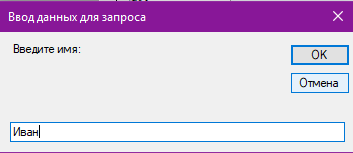 Ввод данных для запроса
Введите имя:
OK
Отмена
Иван